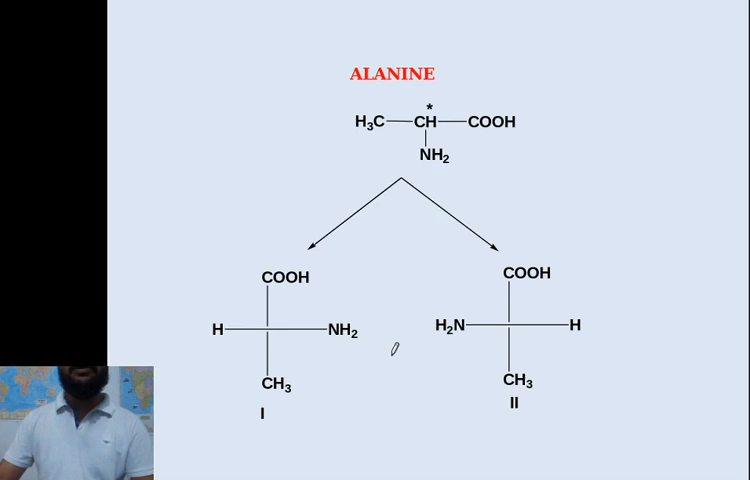 ALANINE
*
H₃C—CH—COOH
NH₂
COOH
H—NH₂
CH₃
I
COOH
H₂N—H
CH₃
II